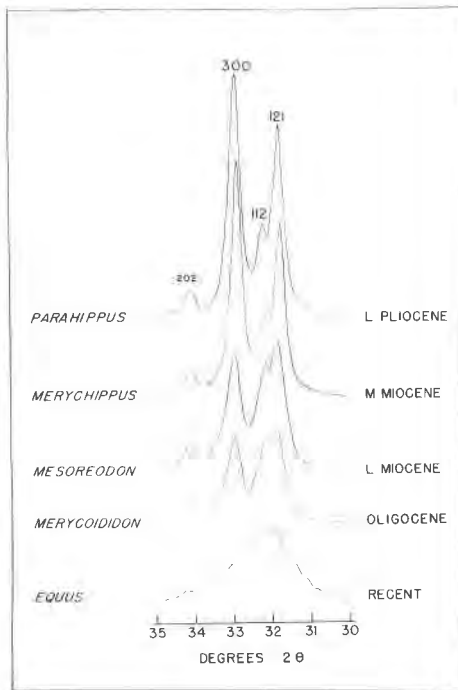 300
121
112
202
PARAHIPPUS L PLIOCENE
MERYCHIPPUS M MIOCENE
MESOREODON L MIOCENE
MERYCOIDIDON OLIGOCENE
EQUUS RECENT
35 34 33 32 31 30
DEGREES 2θ